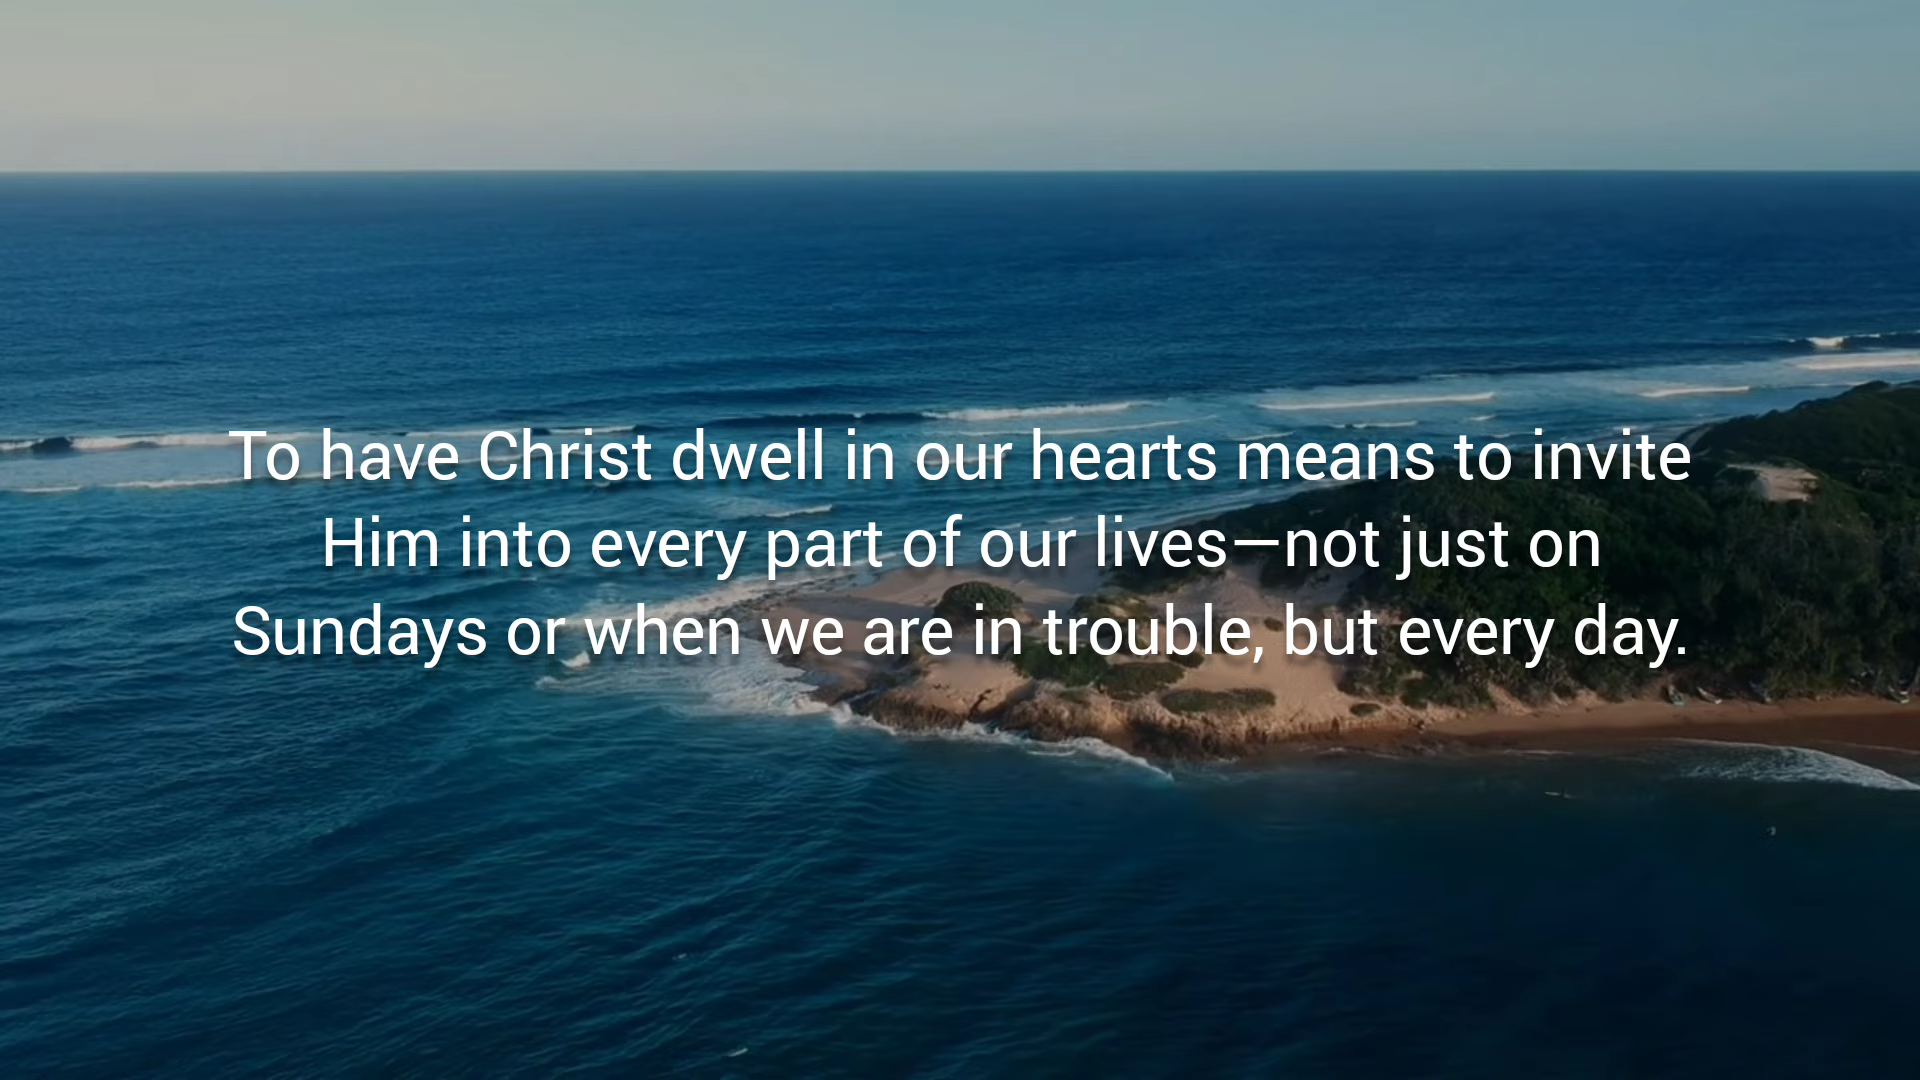 To have Christ dwell in our hearts means to invite
Him into every part of our lives—not just on
Sundays or when we are in trouble, but every day.